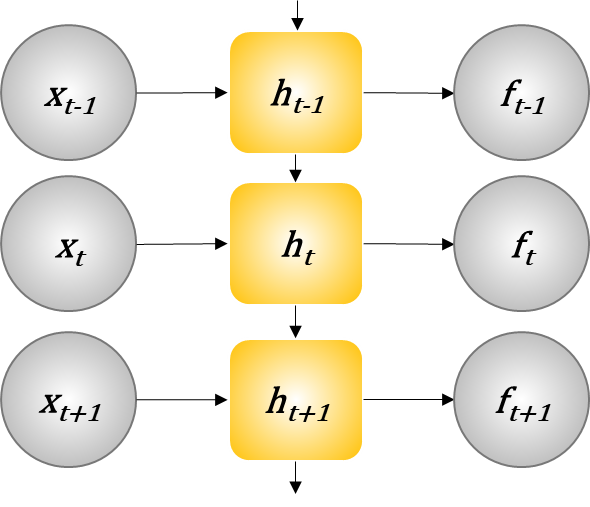 x_{t-1} h_{t-1} f_{t-1}
x_t h_t f_t
x_{t+1} h_{t+1} f_{t+1}